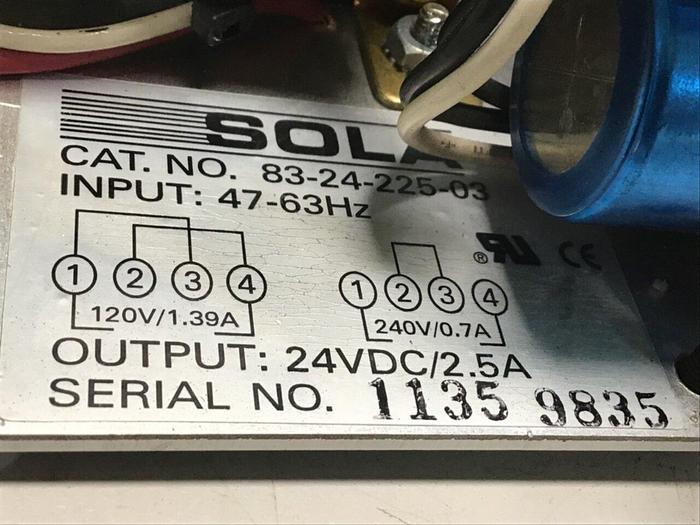 SOLA
CAT. NO. 83-24-225-03
INPUT: 47-63Hz
1 2 3 4
120V/1.39A
1 2 3 4
240V/0.7A
® RU CE
OUTPUT: 24VDC/2.5A
SERIAL NO. 1135 9835